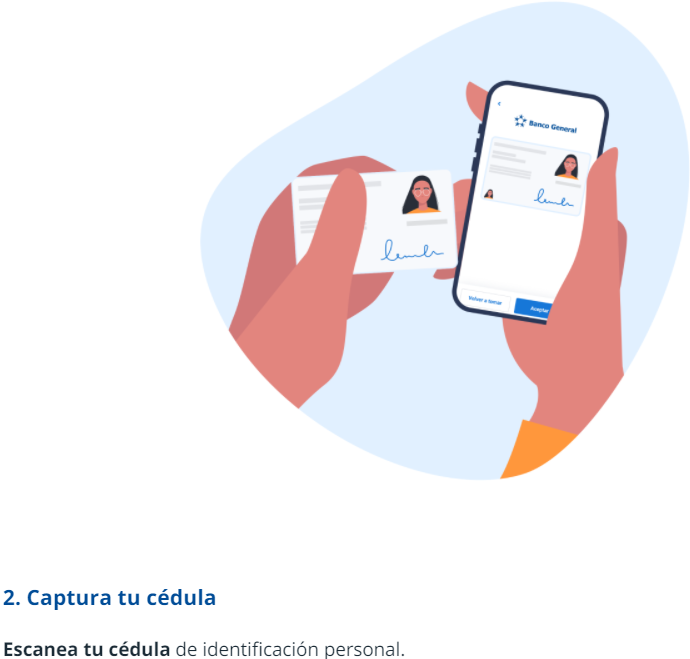 Banco General
Volver a tomar
Aceptar
2. Captura tu cédula
Escanea tu cédula de identificación personal.